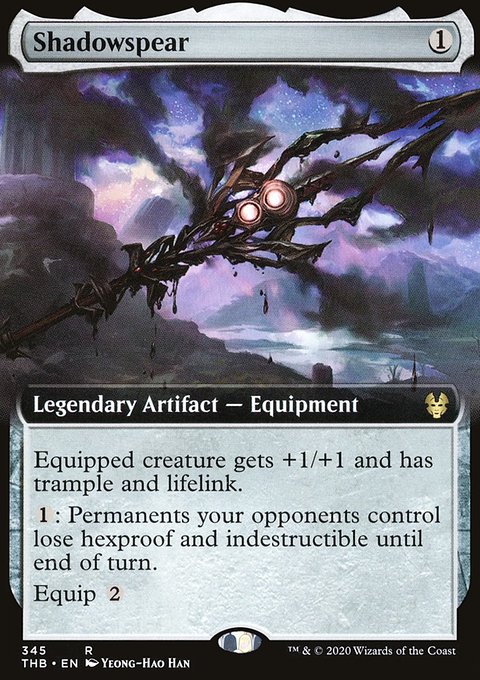 Shadowspear 1
Legendary Artifact — Equipment
Equipped creature gets +1/+1 and has
trample and lifelink.
1: Permanents your opponents control
lose hexproof and indestructible until
end of turn.
Equip 2
345 R
THB • EN Yeong-Hao Han
™ & © 2020 Wizards of the Coast